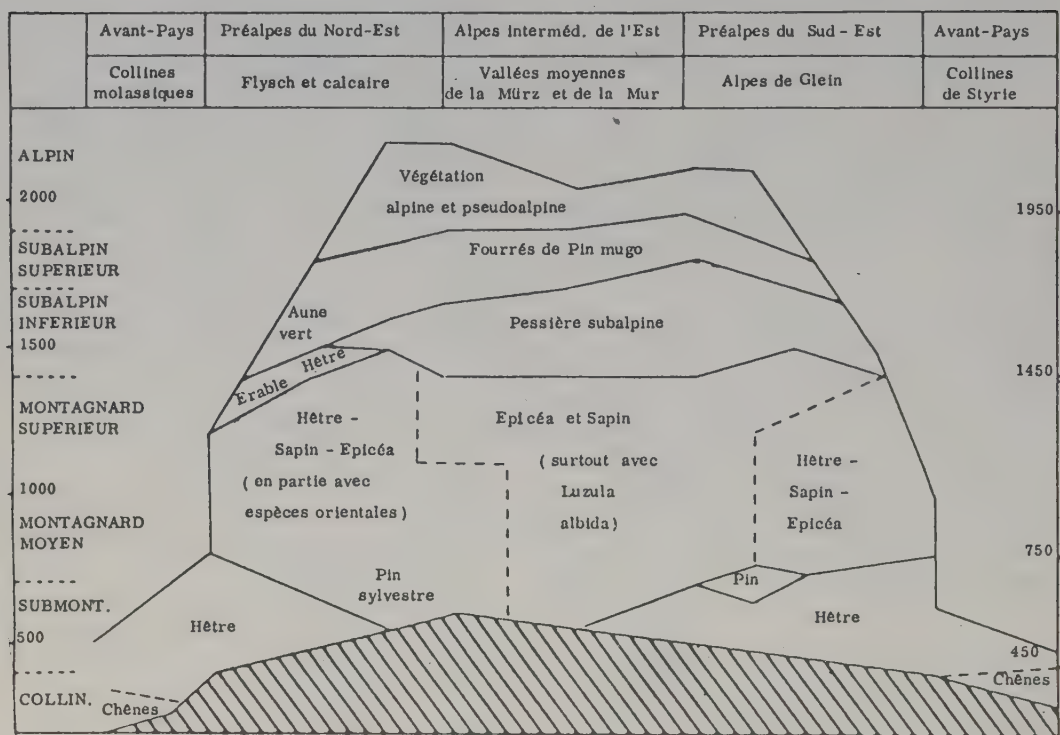 Avant-Pays
Préalpes du Nord-Est
Alpes interméd. de l'Est
Préalpes du Sud - Est
Avant-Pays
Collines
molassiques
Flysch et calcaire
Vallées moyennes
de la Mürz et de la Mur
Alpes de Glein
Collines
de Styrie
ALPIN
2000
SUBALPIN
SUPERIEUR
SUBALPIN
INFERIEUR
1500
MONTAGNARD
SUPERIEUR
1000
MONTAGNARD
MOYEN
SUBMONT.
500
COLLIN.
Végétation
alpine et pseudoalpine
Fourrés de Pin mugo
Aune
vert
Pessière subalpine
Erable Hêtre
Hêtre -
Sapin - Epicéa
( en partie avec
espèces orientales )
Epicéa et Sapin
( surtout avec
Luzula
albida )
Hêtre -
Sapin -
Epicéa
Pin
sylvestre
Pin
Hêtre
Hêtre
Chênes
Chênes
1950
1450
750
450